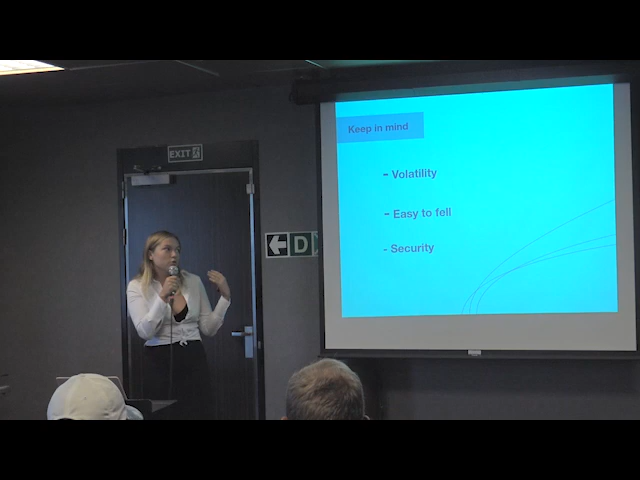 EXIT
D
Keep in mind
- Volatility
- Easy to fell
- Security